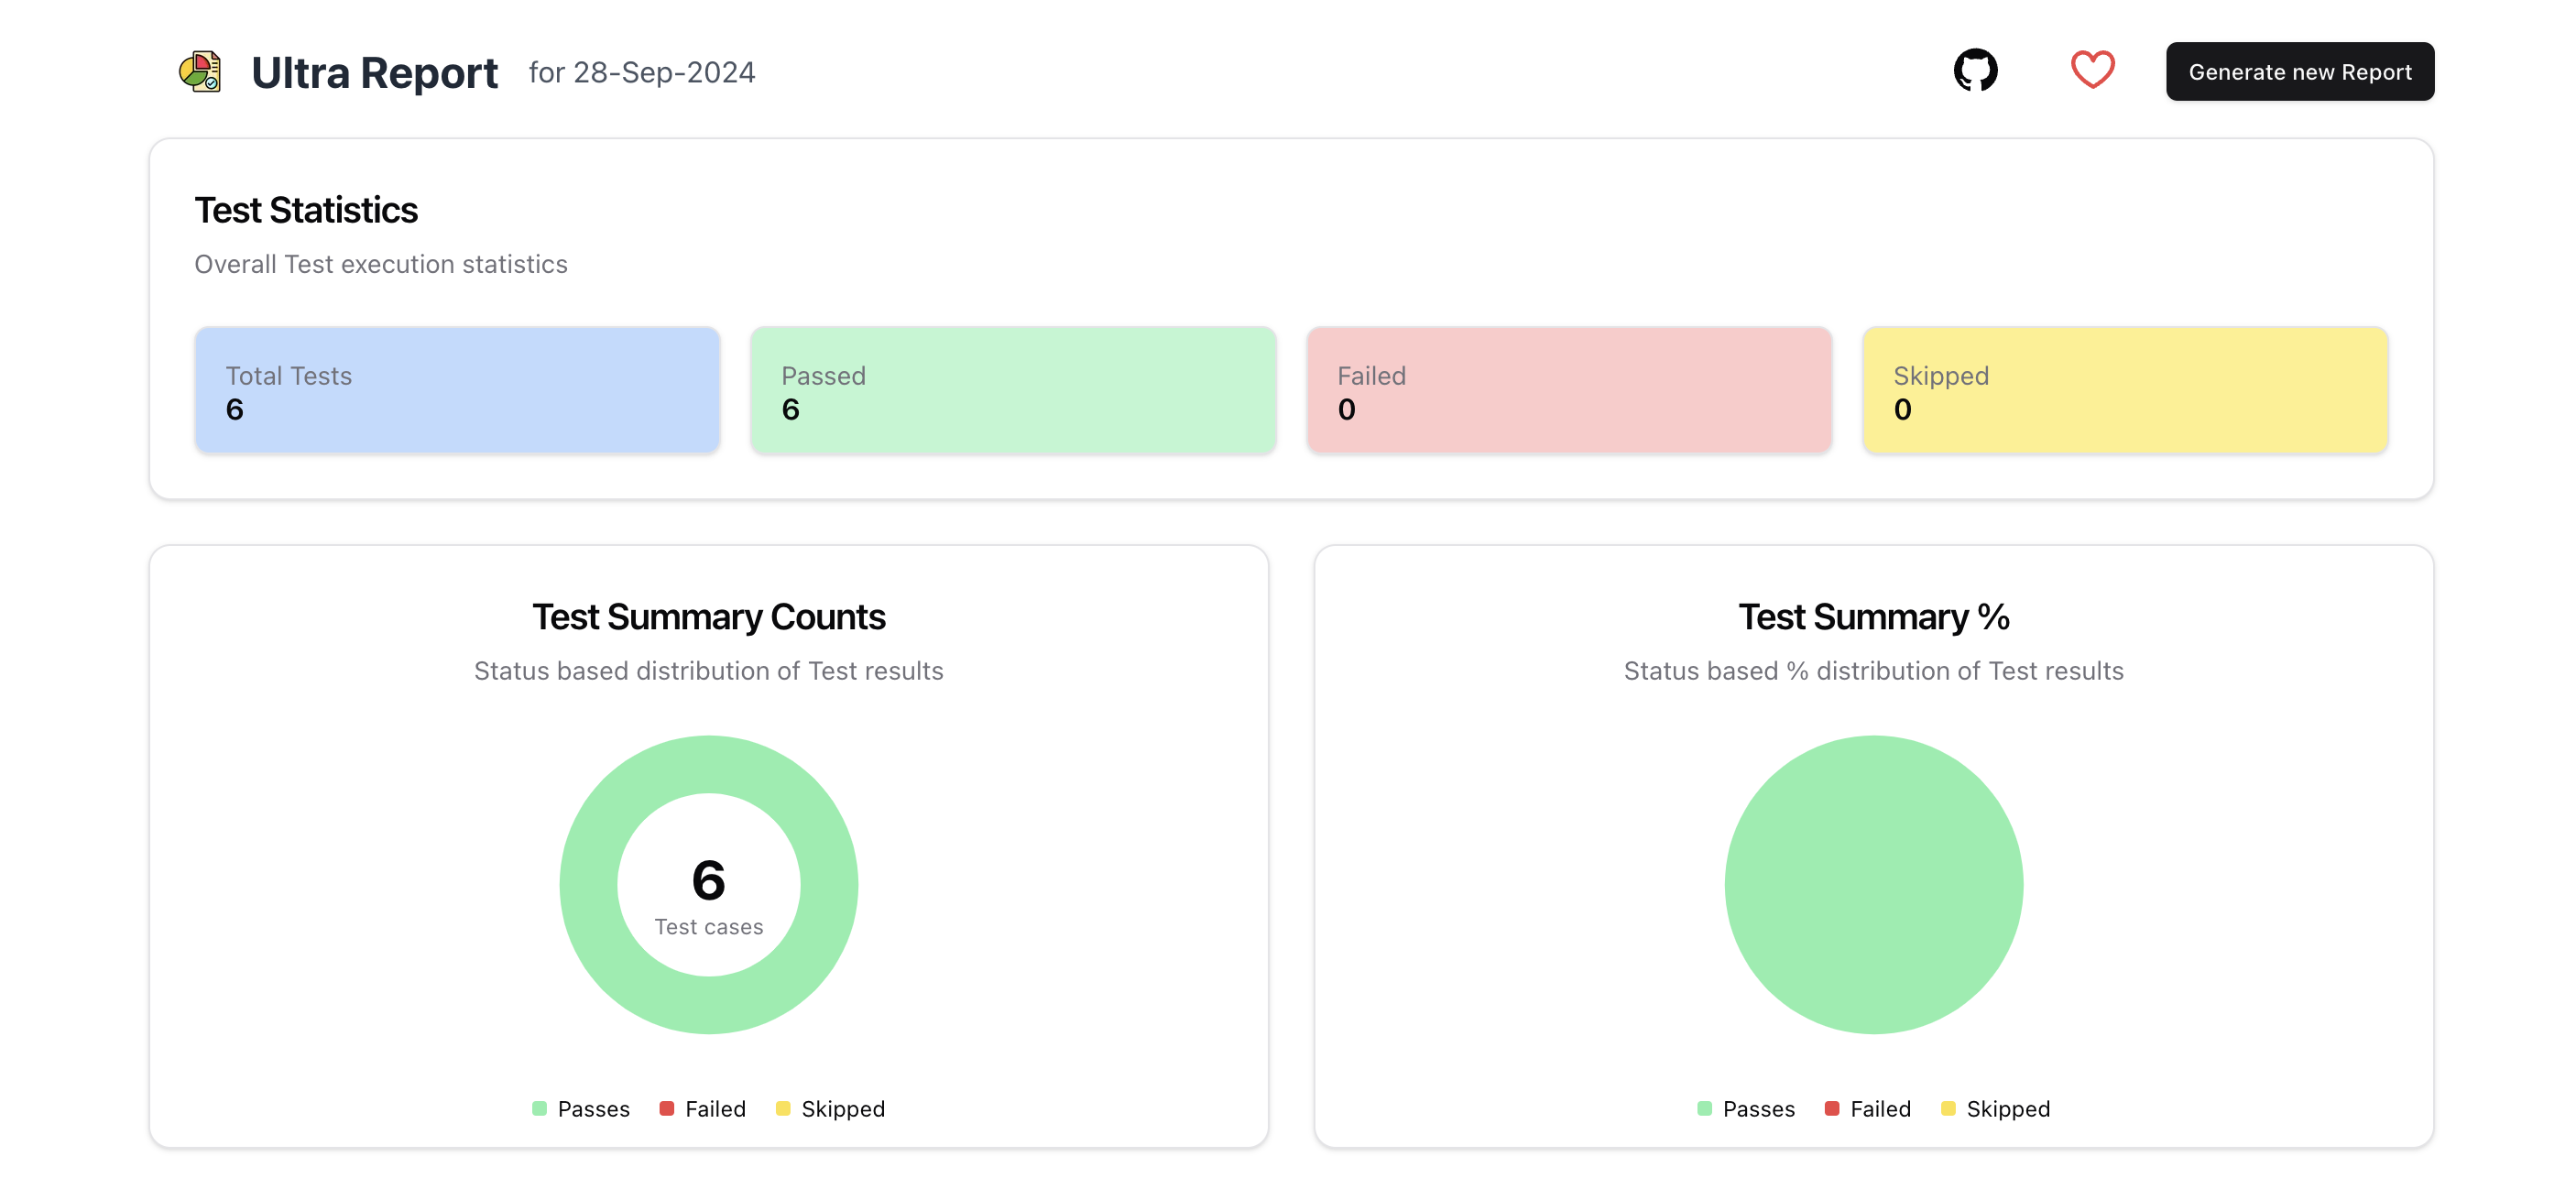 Ultra Report for 28-Sep-2024
Generate new Report
Test Statistics
Overall Test execution statistics
Total Tests
6
Passed
6
Failed
0
Skipped
0
Test Summary Counts
Status based distribution of Test results
6
Test cases
Passes Failed Skipped
Test Summary %
Status based % distribution of Test results
Passes Failed Skipped